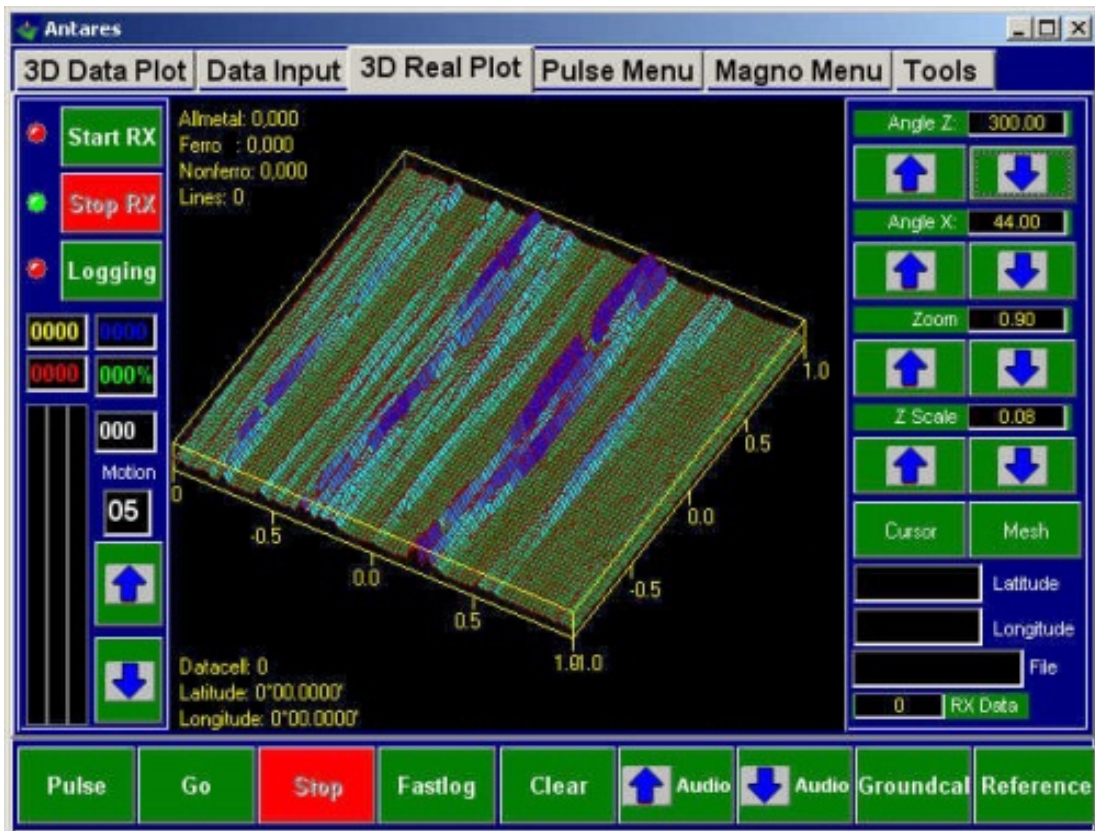 Antares
3D Data Plot Data Input 3D Real Plot Pulse Menu Magno Menu Tools
Start RX
Stop RX
Logging
0000 0000
0000 000%
000
Motion
05
Allmetal: 0,000
Ferro : 0,000
Nonferro: 0,000
Lines: 0
0
-0.5
0.0
0.5
1.01.0
-0.5
0.0
0.5
1.0
Datacell: 0
Latitude: 0°00.0000'
Longitude: 0°00.0000'
Angle Z: 300.00
Angle X: 44.00
Zoom 0.90
Z Scale 0.08
Cursor Mesh
Latitude
Longitude
File
0 RX Data
Pulse Go Stop Fastlog Clear Audio Audio Groundcal Reference